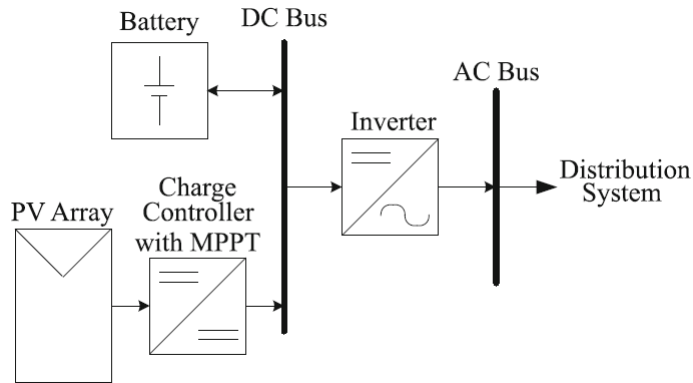 Battery
DC Bus
AC Bus
Inverter
Distribution
System
PV Array
Charge
Controller
with MPPT